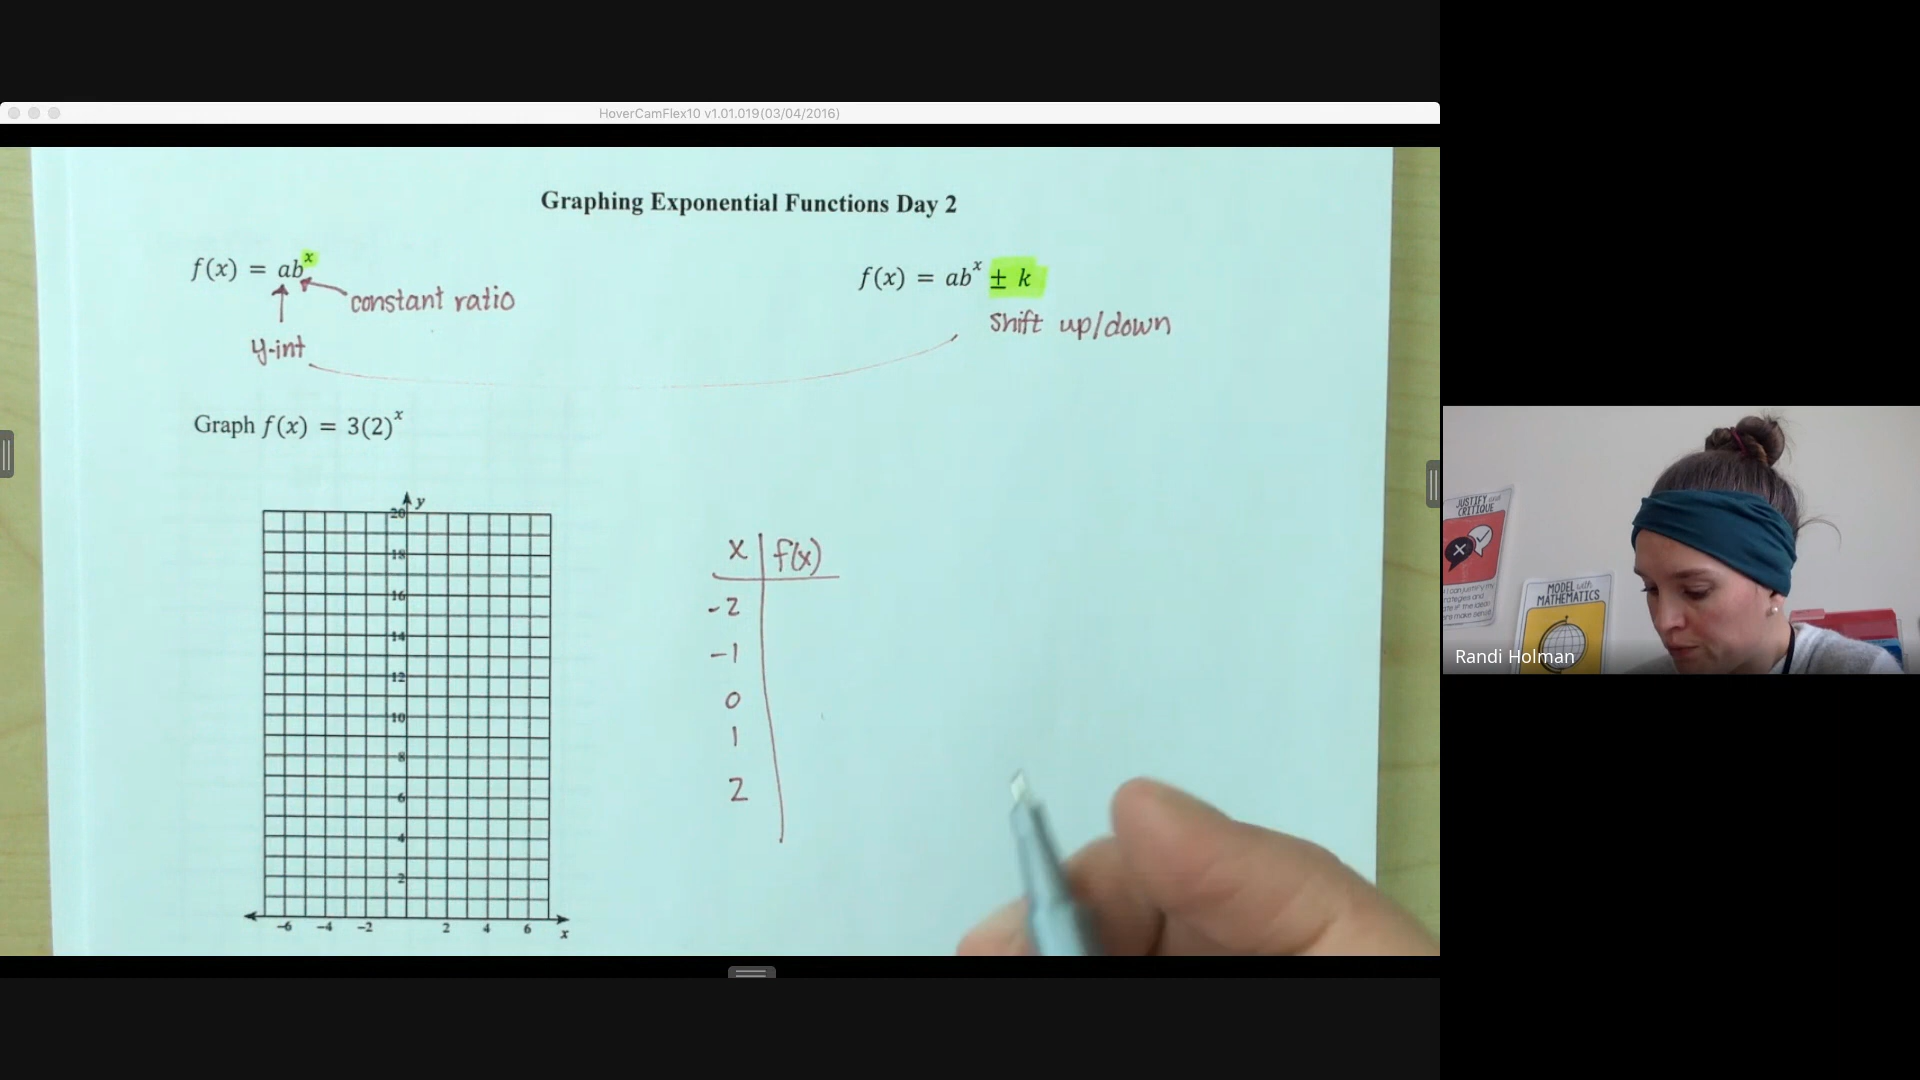 HoverCamFlex10 v1.01.019(03/04/2016)
Graphing Exponential Functions Day 2
f(x) = ab^x
constant ratio
y-int
f(x) = ab^x ± k
Shift up/down
Graph f(x) = 3(2)^x
y
20
18
16
14
12
10
8
6
4
2
-6 -4 -2 2 4 6
x
x f(x)
-2
-1
0
1
2
JUSTIFY and
CRITIQUE
MODEL with
MATHEMATICS
Randi Holman